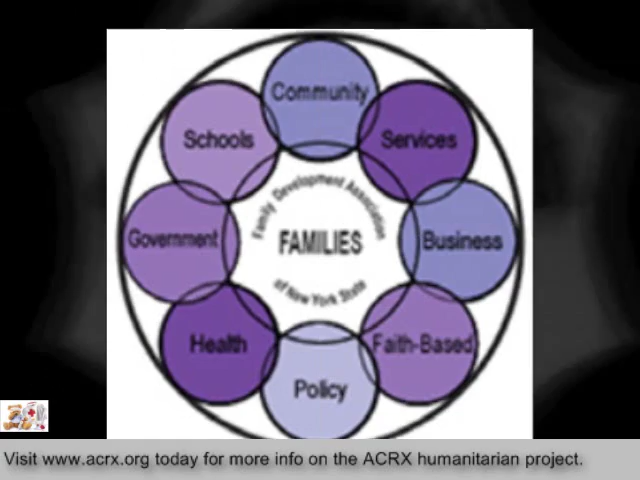 Community
Schools
Services
Family Development Association
Government
FAMILIES
Business
of New York State
Health
Faith-Based
Policy
Visit www.acrx.org today for more info on the ACRX humanitarian project.